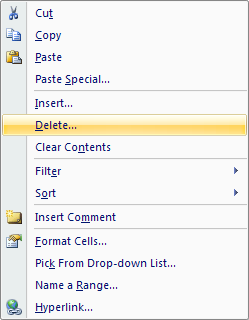 Cut
Copy
Paste
Paste Special...
Insert...
Delete...
Clear Contents
Filter
Sort
Insert Comment
Format Cells...
Pick From Drop-down List...
Name a Range...
Hyperlink...